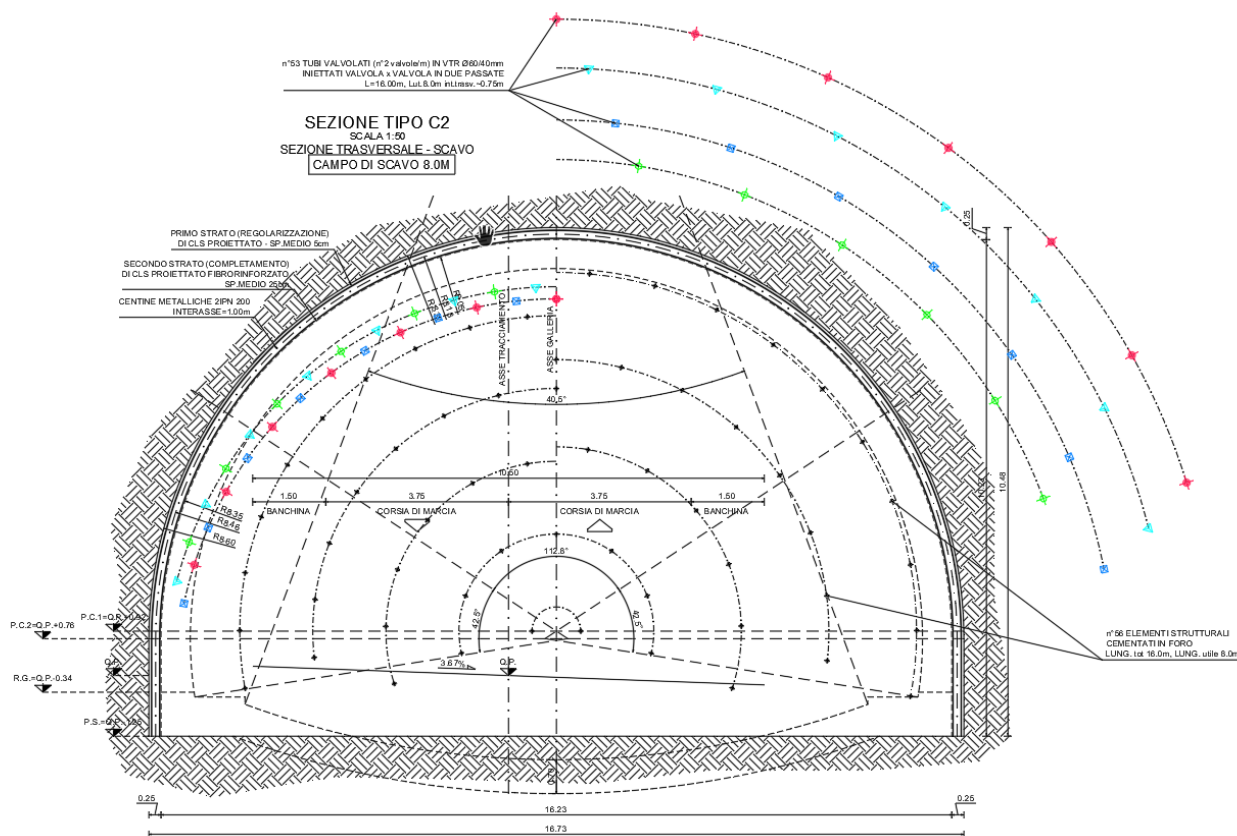 n°53 TUBI VALVOLATI (n°2 valvole/m) IN VTR Ø60/40mm
INIETTATI VALVOLA x VALVOLA IN DUE PASSATE
L=16.00m, Lut.8.0m int.trasv.~0.75m
SEZIONE TIPO C2
SCALA 1:50
SEZIONE TRASVERSALE - SCAVO
CAMPO DI SCAVO 8.0M
PRIMO STRATO (REGOLARIZZAZIONE)
DI CLS PROIETTATO - SP.MEDIO 5cm
SECONDO STRATO (COMPLETAMENTO)
DI CLS PROIETTATO FIBRORINFORZATO
SP.MEDIO 25cm
CENTINE METALLICHE 2IPN 200
INTERASSE=1.00m
0.25
ASSE TRACCIAMENTO
ASSE GALLERIA
40.5°
10.50
10.48
1.50
3.75
3.75
1.50
BANCHINA
CORSIA DI MARCIA
CORSIA DI MARCIA
BANCHINA
R8.35
R8.46
R8.60
112.8°
42.5°
42.5°
P.C.2=Q.P.+0.76
3.67%
Q.P.
Q.P.
R.G.=Q.P.-0.34
n°56 ELEMENTI STRUTTURALI
CEMENTATI IN FORO
LUNG. tot 16.0m, LUNG. utile 8.0m
0.70
0.25
16.23
0.25
16.73